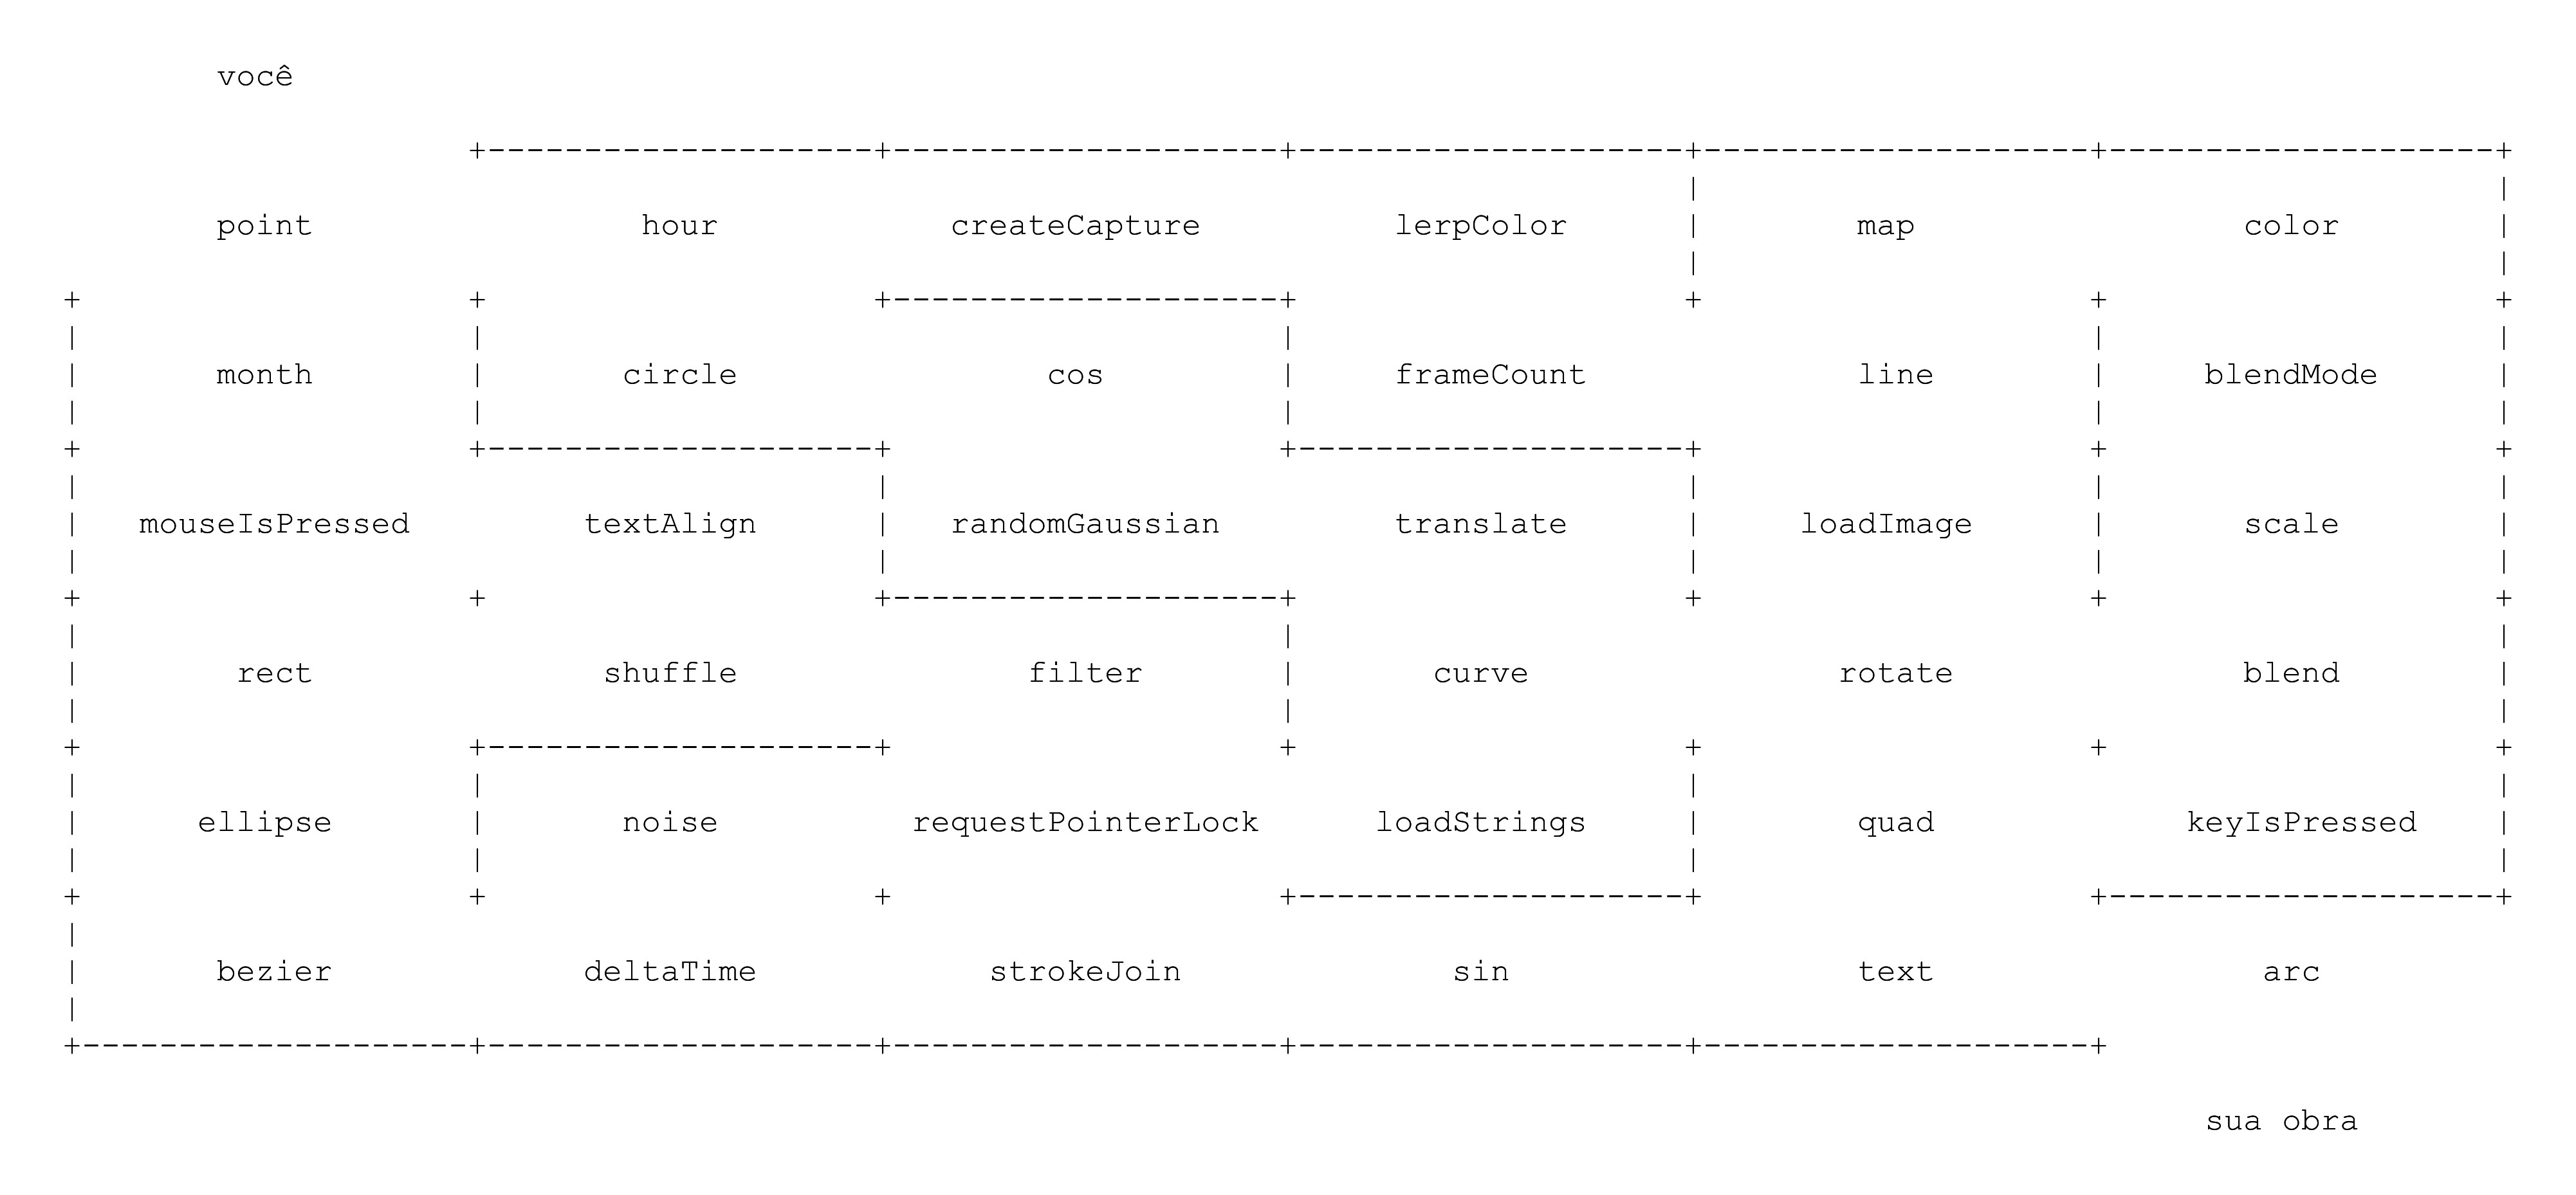 você
point hour createCapture lerpColor map color
month circle cos frameCount line blendMode
mouseIsPressed textAlign randomGaussian translate loadImage scale
rect shuffle filter curve rotate blend
ellipse noise requestPointerLock loadStrings quad keyIsPressed
bezier deltaTime strokeJoin sin text arc
sua obra